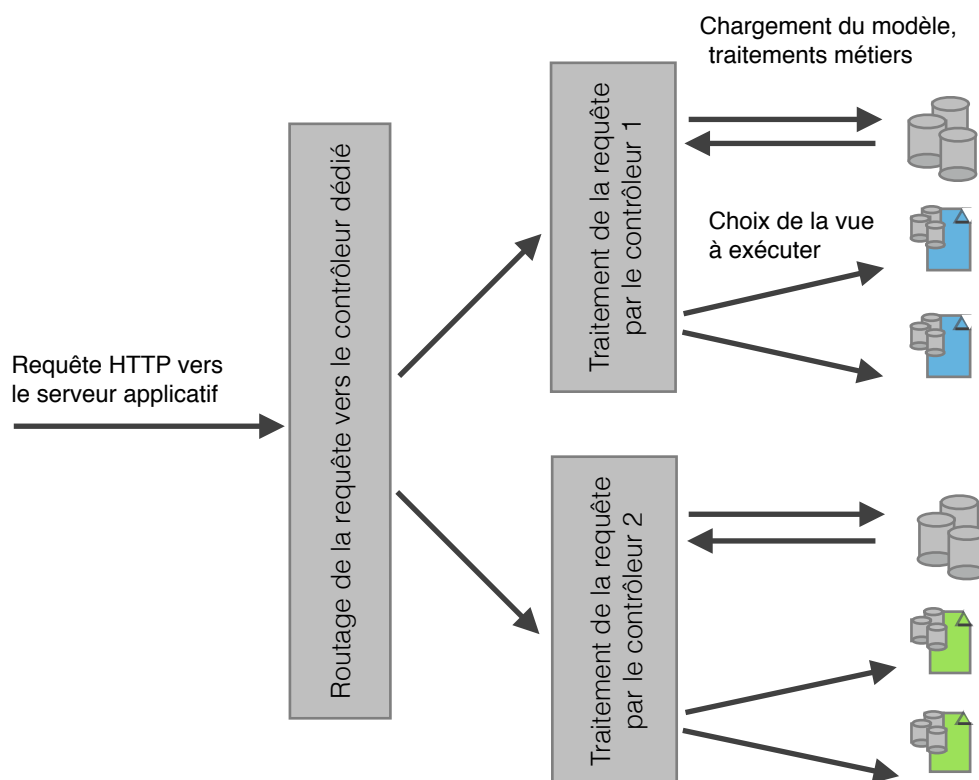 Chargement du modèle,
traitements métiers
Traitement de la requête
par le contrôleur 1
Choix de la vue
à exécuter
Requête HTTP vers
le serveur applicatif
Routage de la requête vers le contrôleur dédié
Traitement de la requête
par le contrôleur 2